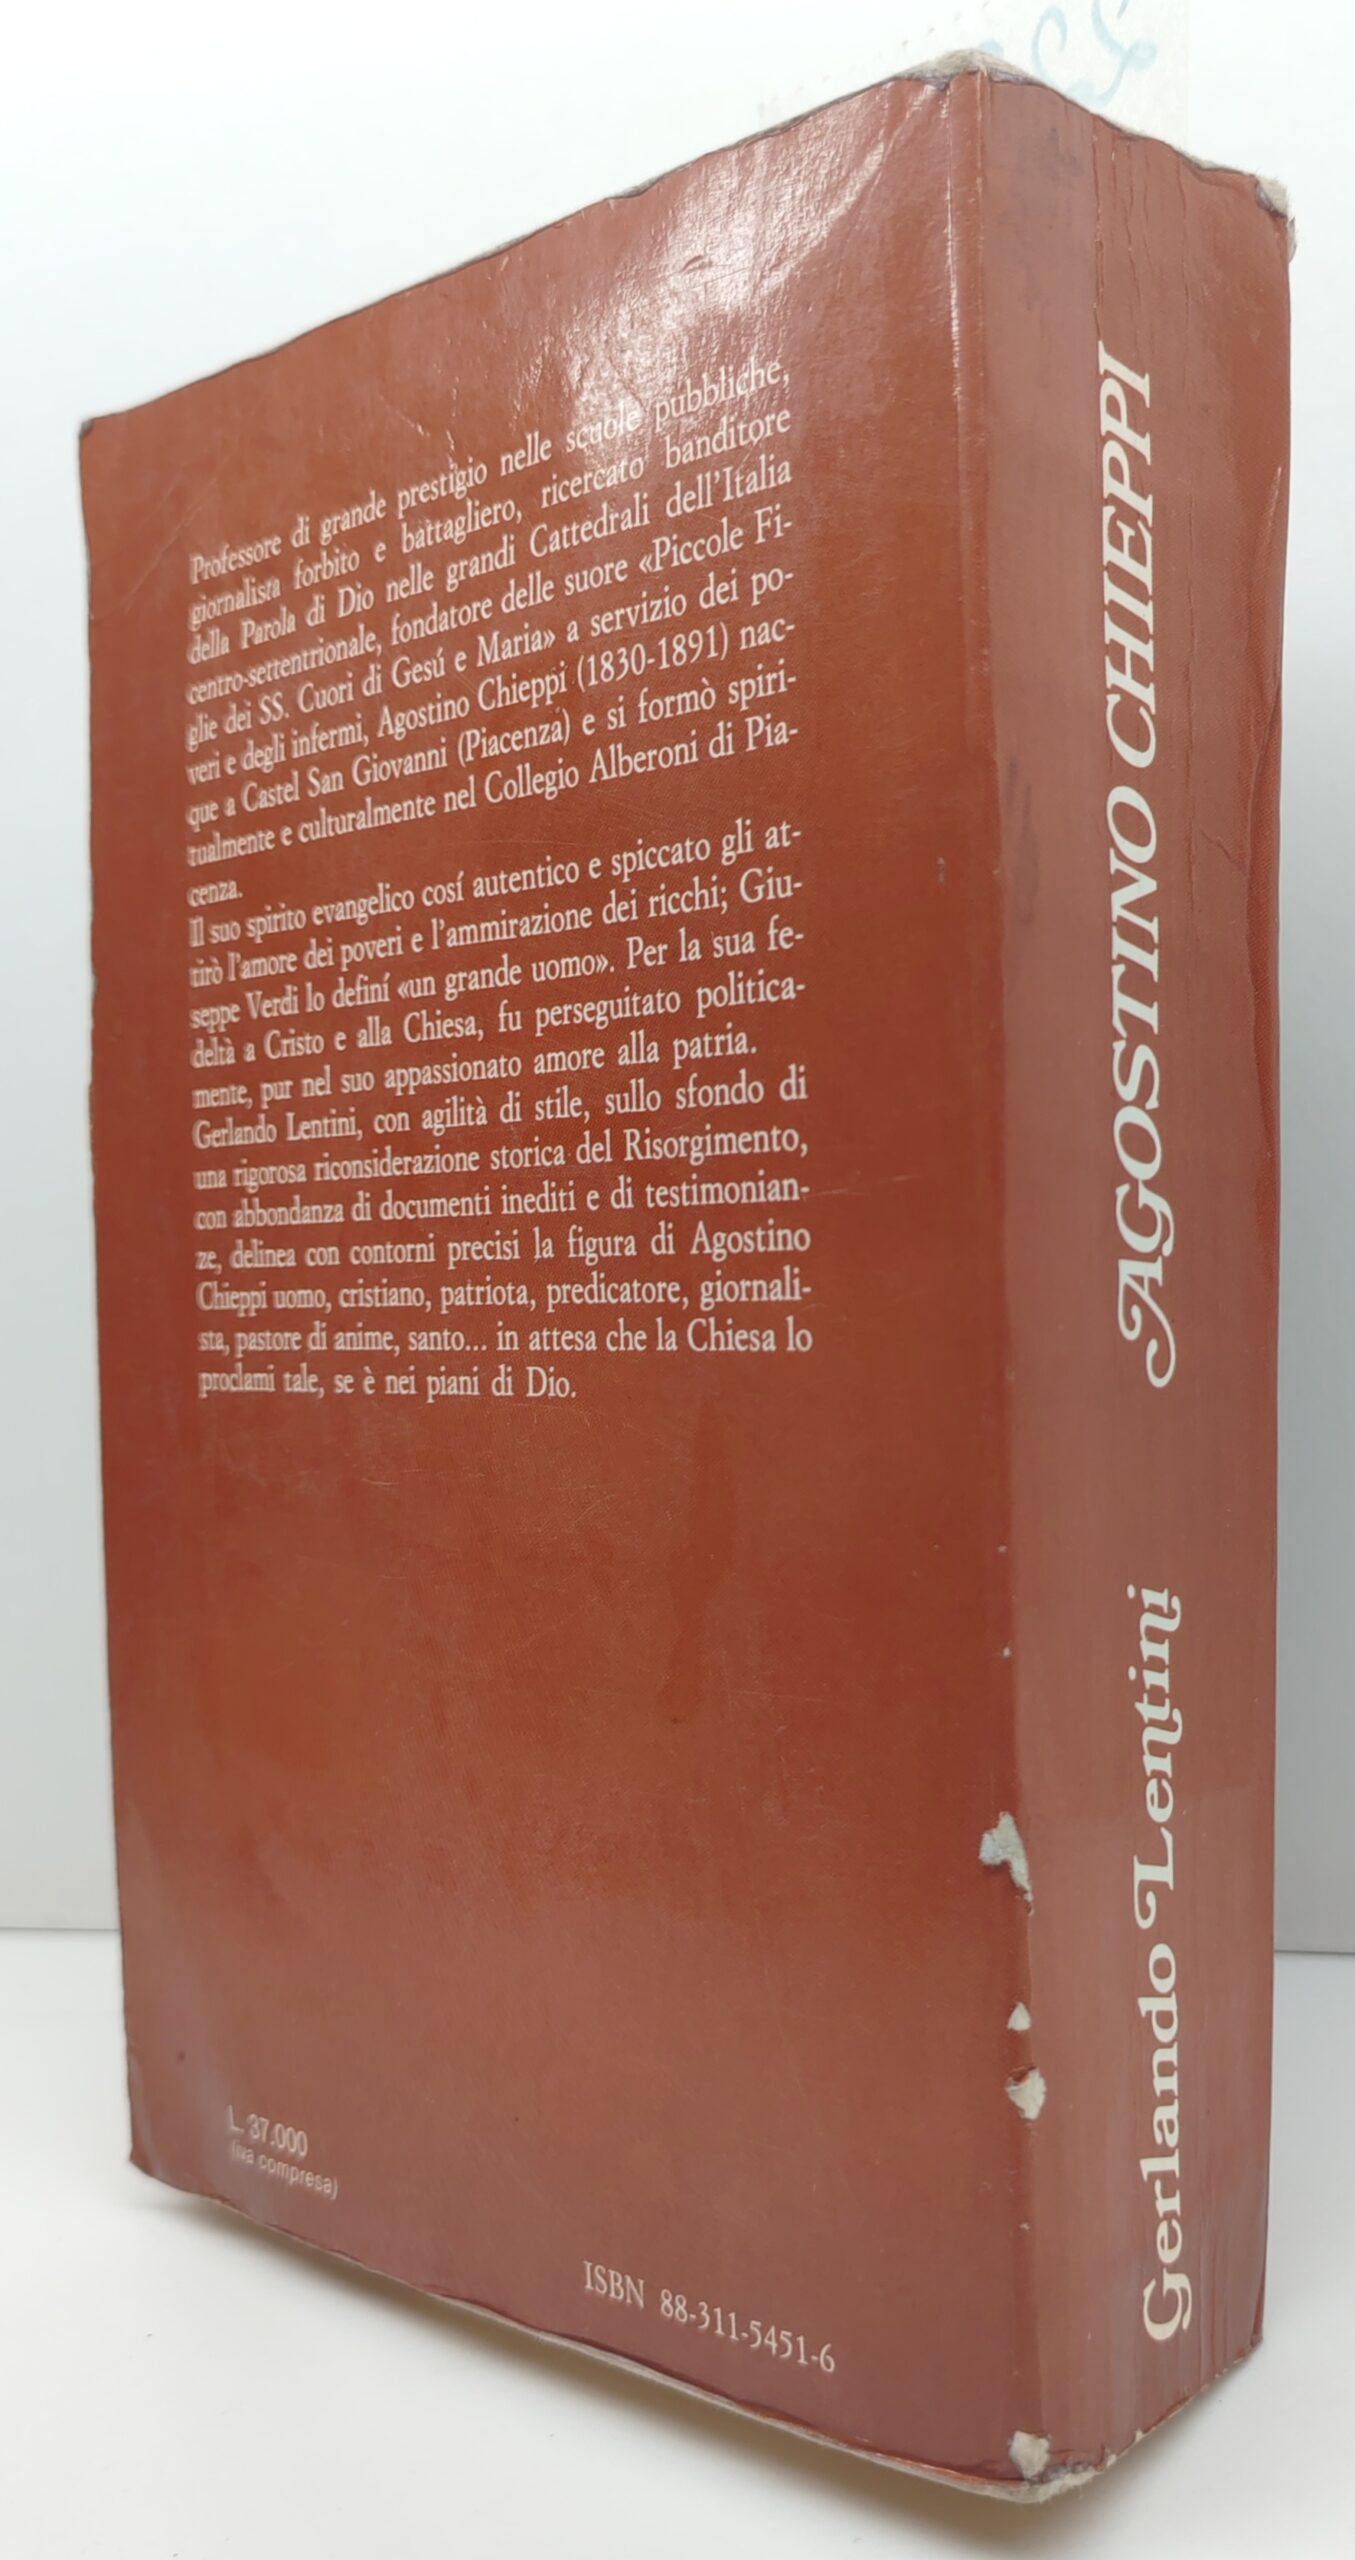 Professore di grande prestigio nelle scuole pubbliche,
giornalista forbito e battagliero, ricercato banditore
della Parola di Dio nelle grandi Cattedrali dell'Italia
centro-settentrionale, fondatore delle suore «Piccole Fi-
glie dei SS. Cuori di Gesú e Maria» a servizio dei po-
veri e degli infermi, Agostino Chieppi (1830-1891) nac-
que a Castel San Giovanni (Piacenza) e si formò spiri-
tualmente e culturalmente nel Collegio Alberoni di Pia-
cenza.
Il suo spirito evangelico cosí autentico e spiccato gli at-
tirò l'amore dei poveri e l'ammirazione dei ricchi; Giu-
seppe Verdi lo definí «un grande uomo». Per la sua fe-
deltà a Cristo e alla Chiesa, fu perseguitato politica-
mente, pur nel suo appassionato amore alla patria.
Gerlando Lentini, con agilità di stile, sullo sfondo di
una rigorosa riconsiderazione storica del Risorgimento,
con abbondanza di documenti inediti e di testimonian-
ze, delinea con contorni precisi la figura di Agostino
Chieppi uomo, cristiano, patriota, predicatore, giornali-
sta, pastore di anime, santo... in attesa che la Chiesa lo
proclami tale, se è nei piani di Dio.
L. 37.000
(iva compresa)
ISBN 88-311-5451-6
Gerlando Lentini
AGOSTINO CHIEPPI